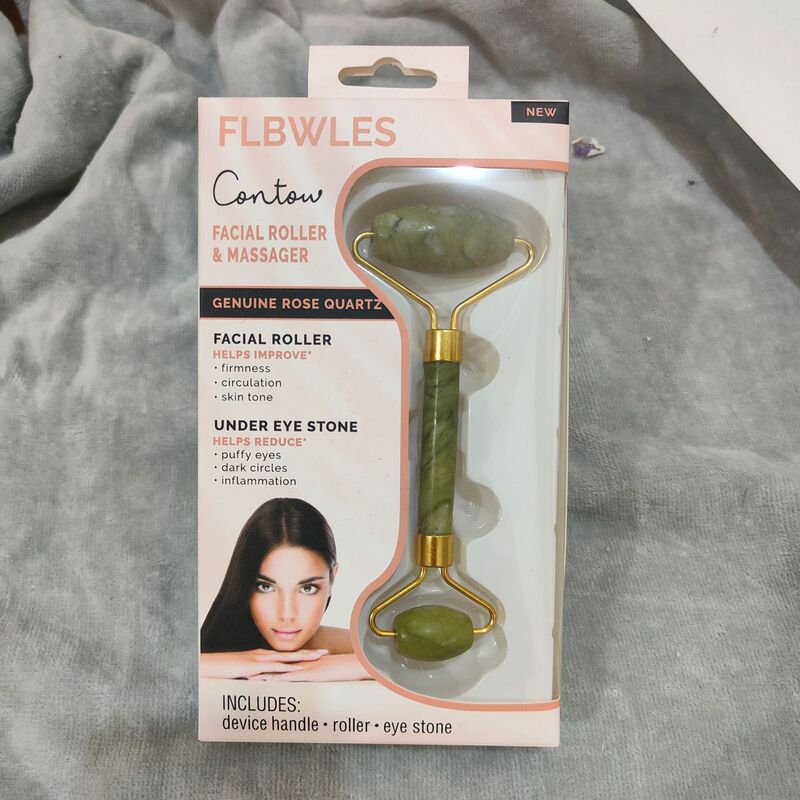 NEW
FLBWLES
Contour
FACIAL ROLLER
& MASSAGER
GENUINE ROSE QUARTZ
FACIAL ROLLER
HELPS IMPROVE*
• firmness
• circulation
• skin tone
UNDER EYE STONE
HELPS REDUCE*
• puffy eyes
• dark circles
• inflammation
INCLUDES:
device handle • roller • eye stone